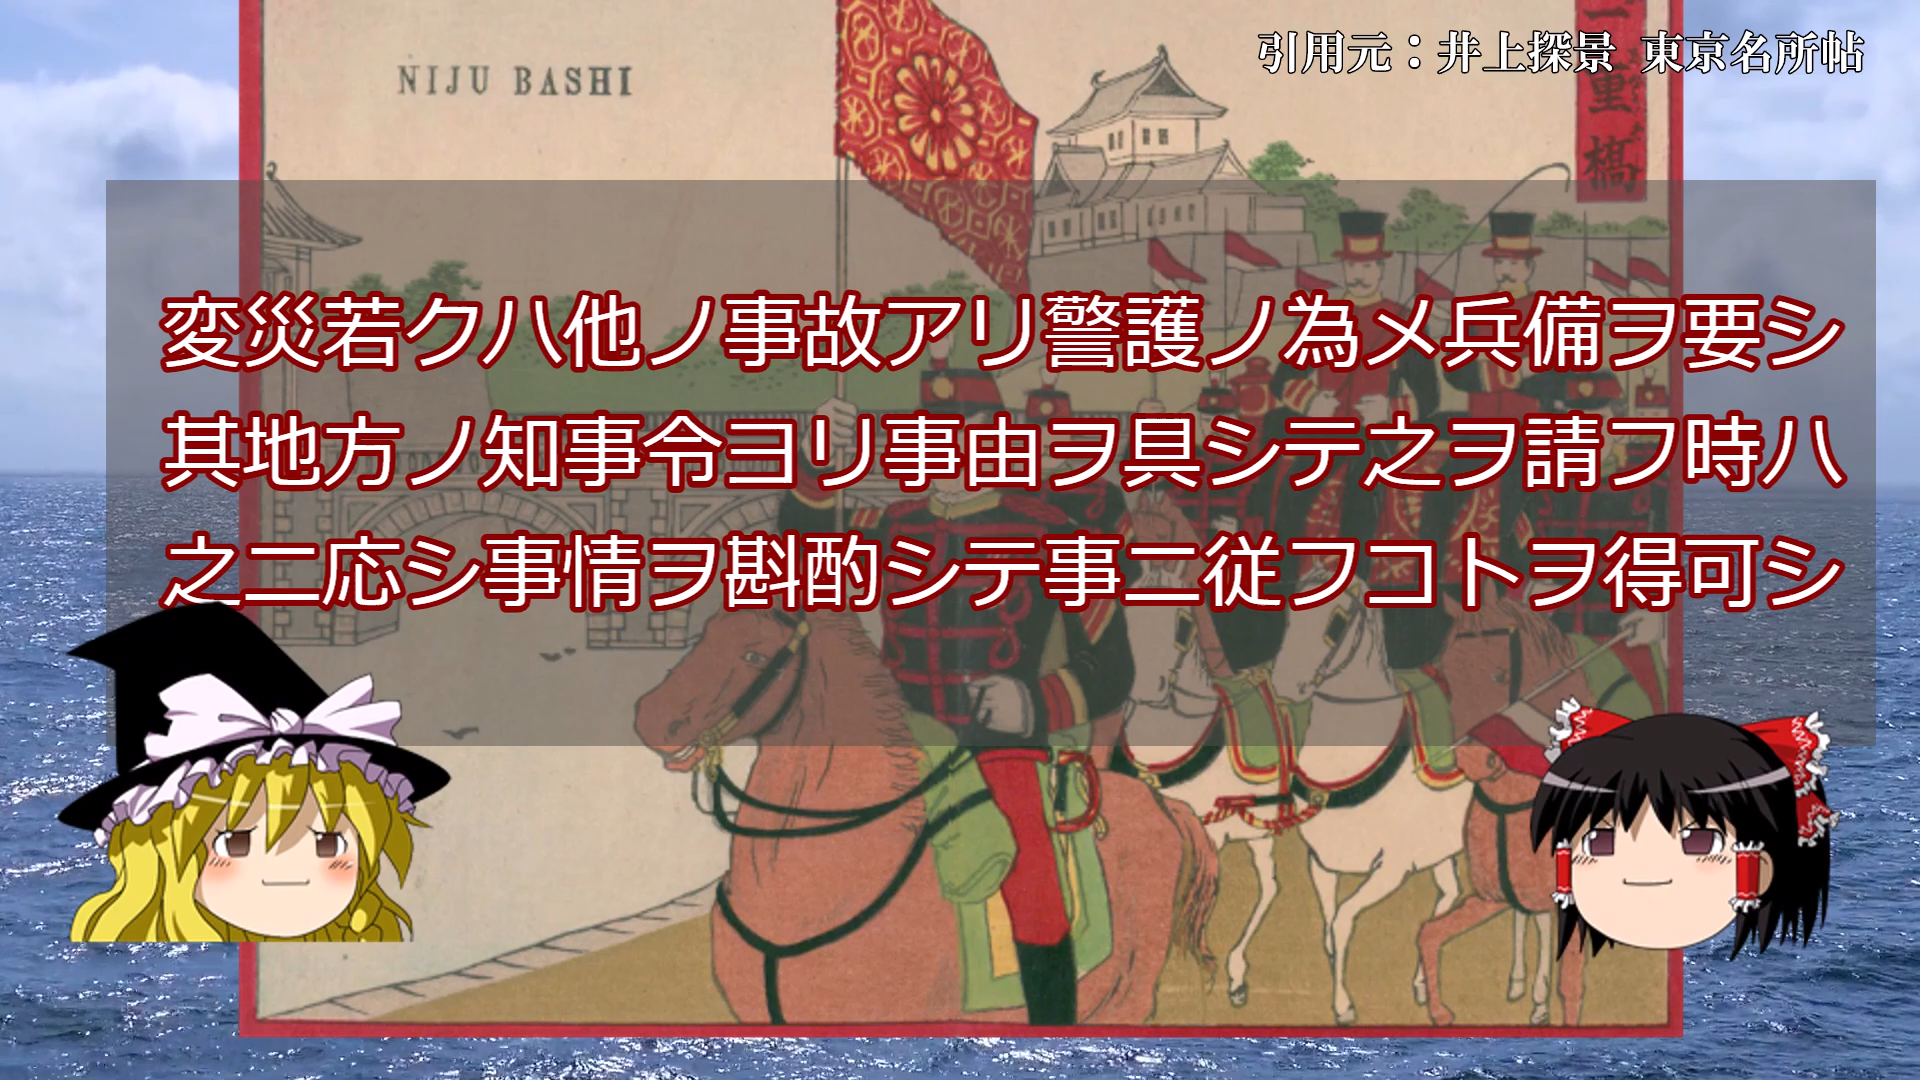 引用元：井上探景 東京名所帖
NIJU BASHI
二重橋
変災若クハ他ノ事故アリ警護ノ為メ兵備ヲ要シ
其地方ノ知事令ヨリ事由ヲ具シテ之ヲ請フ時ハ
之ニ応シ事情ヲ斟酌シテ事ニ従フコトヲ得可シ